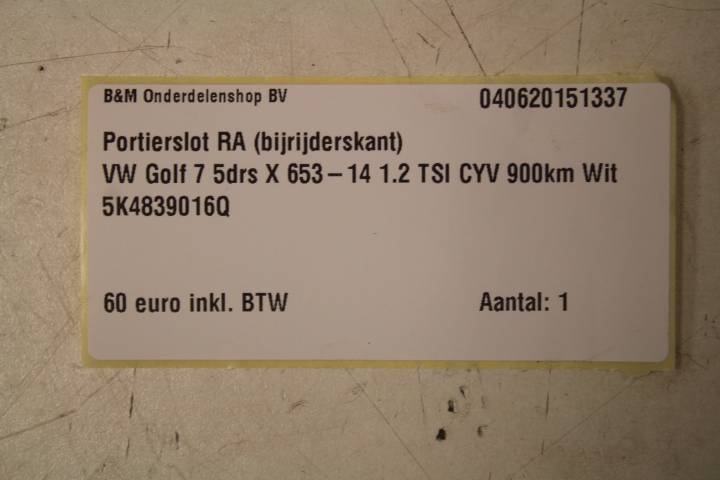 B&M Onderdelenshop BV 040620151337
Portierslot RA (bijrijderskant)
VW Golf 7 5drs X 653-14 1.2 TSI CYV 900km Wit
5K4839016Q
60 euro inkl. BTW Aantal: 1